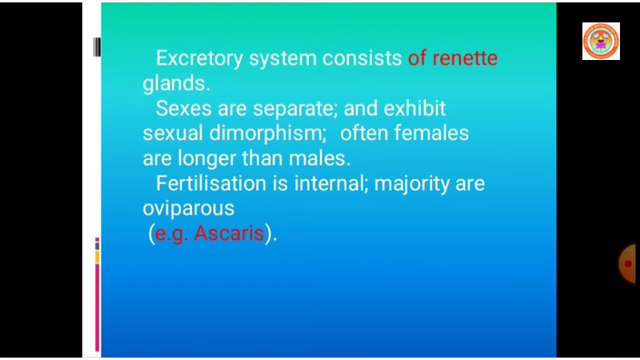 Excretory system consists of renette
glands.
Sexes are separate; and exhibit
sexual dimorphism; often females
are longer than males.
Fertilisation is internal; majority are
oviparous
(e.g. Ascaris).